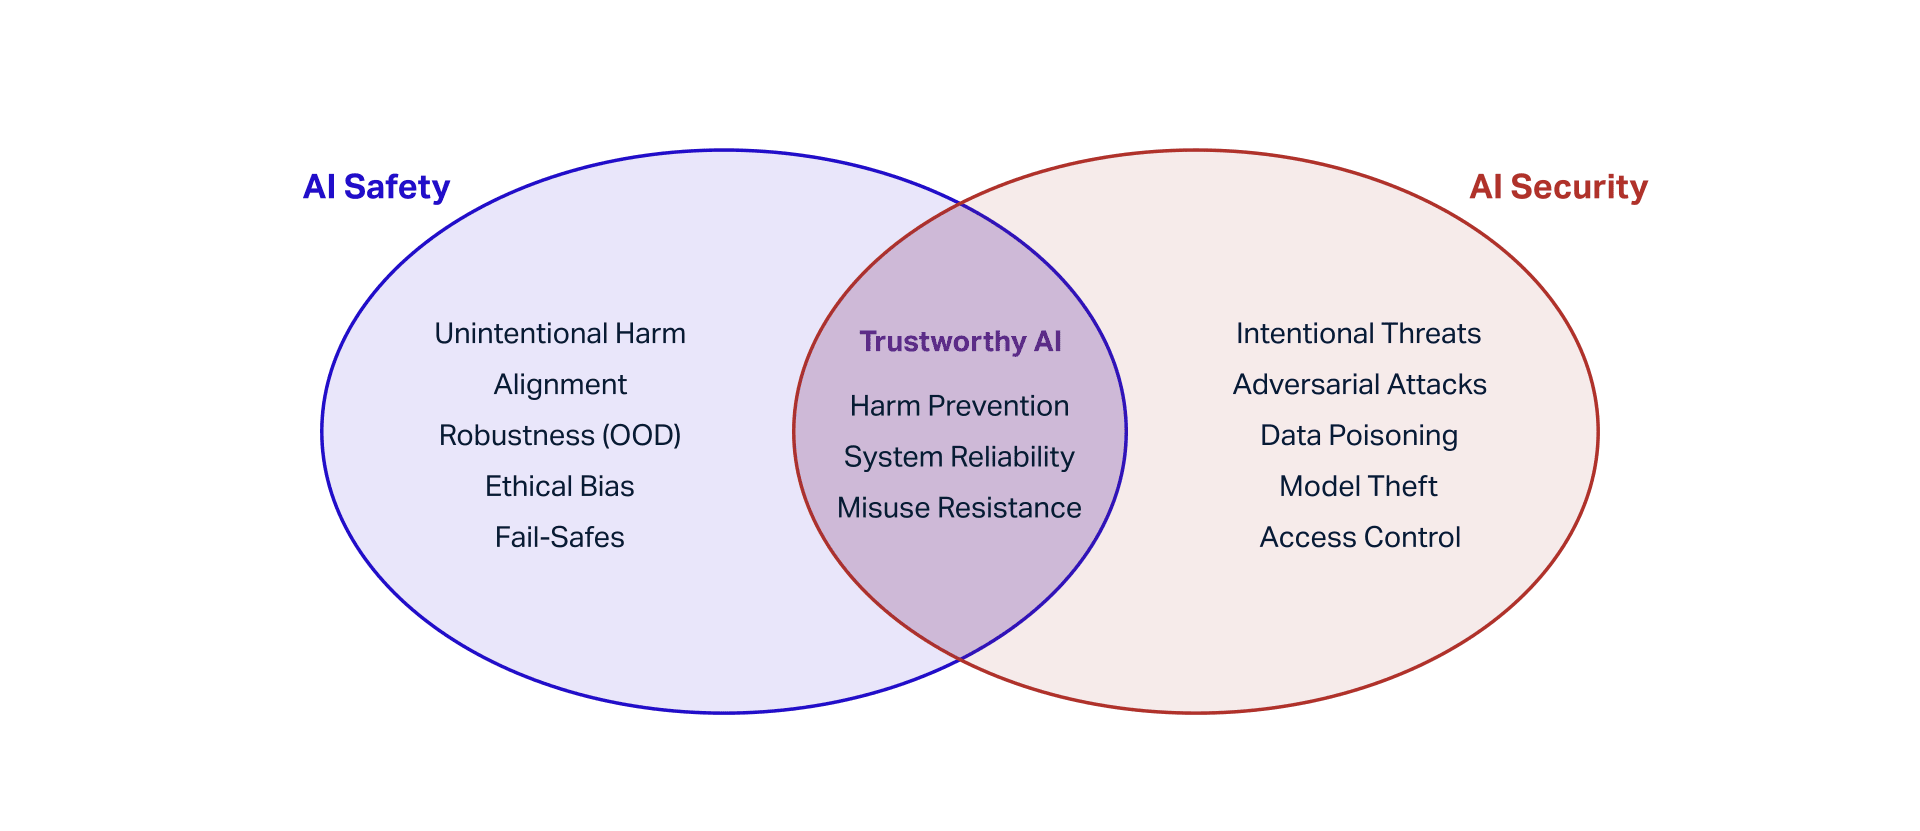 AI Safety
AI Security
Unintentional Harm
Alignment
Robustness (OOD)
Ethical Bias
Fail-Safes
Trustworthy AI
Harm Prevention
System Reliability
Misuse Resistance
Intentional Threats
Adversarial Attacks
Data Poisoning
Model Theft
Access Control